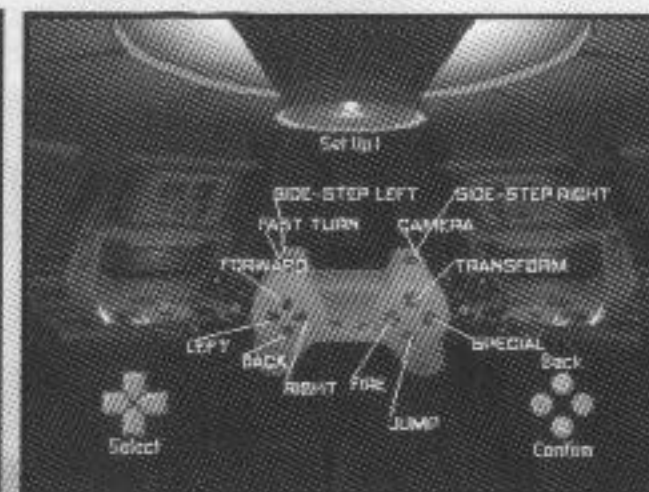 Set Up 1
SIDE-STEP LEFT SIDE-STEP RIGHT
FAST TURN CAMERA
FORWARD TRANSFORM
LEFT SPECIAL
BACK Back
RIGHT FIRE
JUMP
Select Confirm